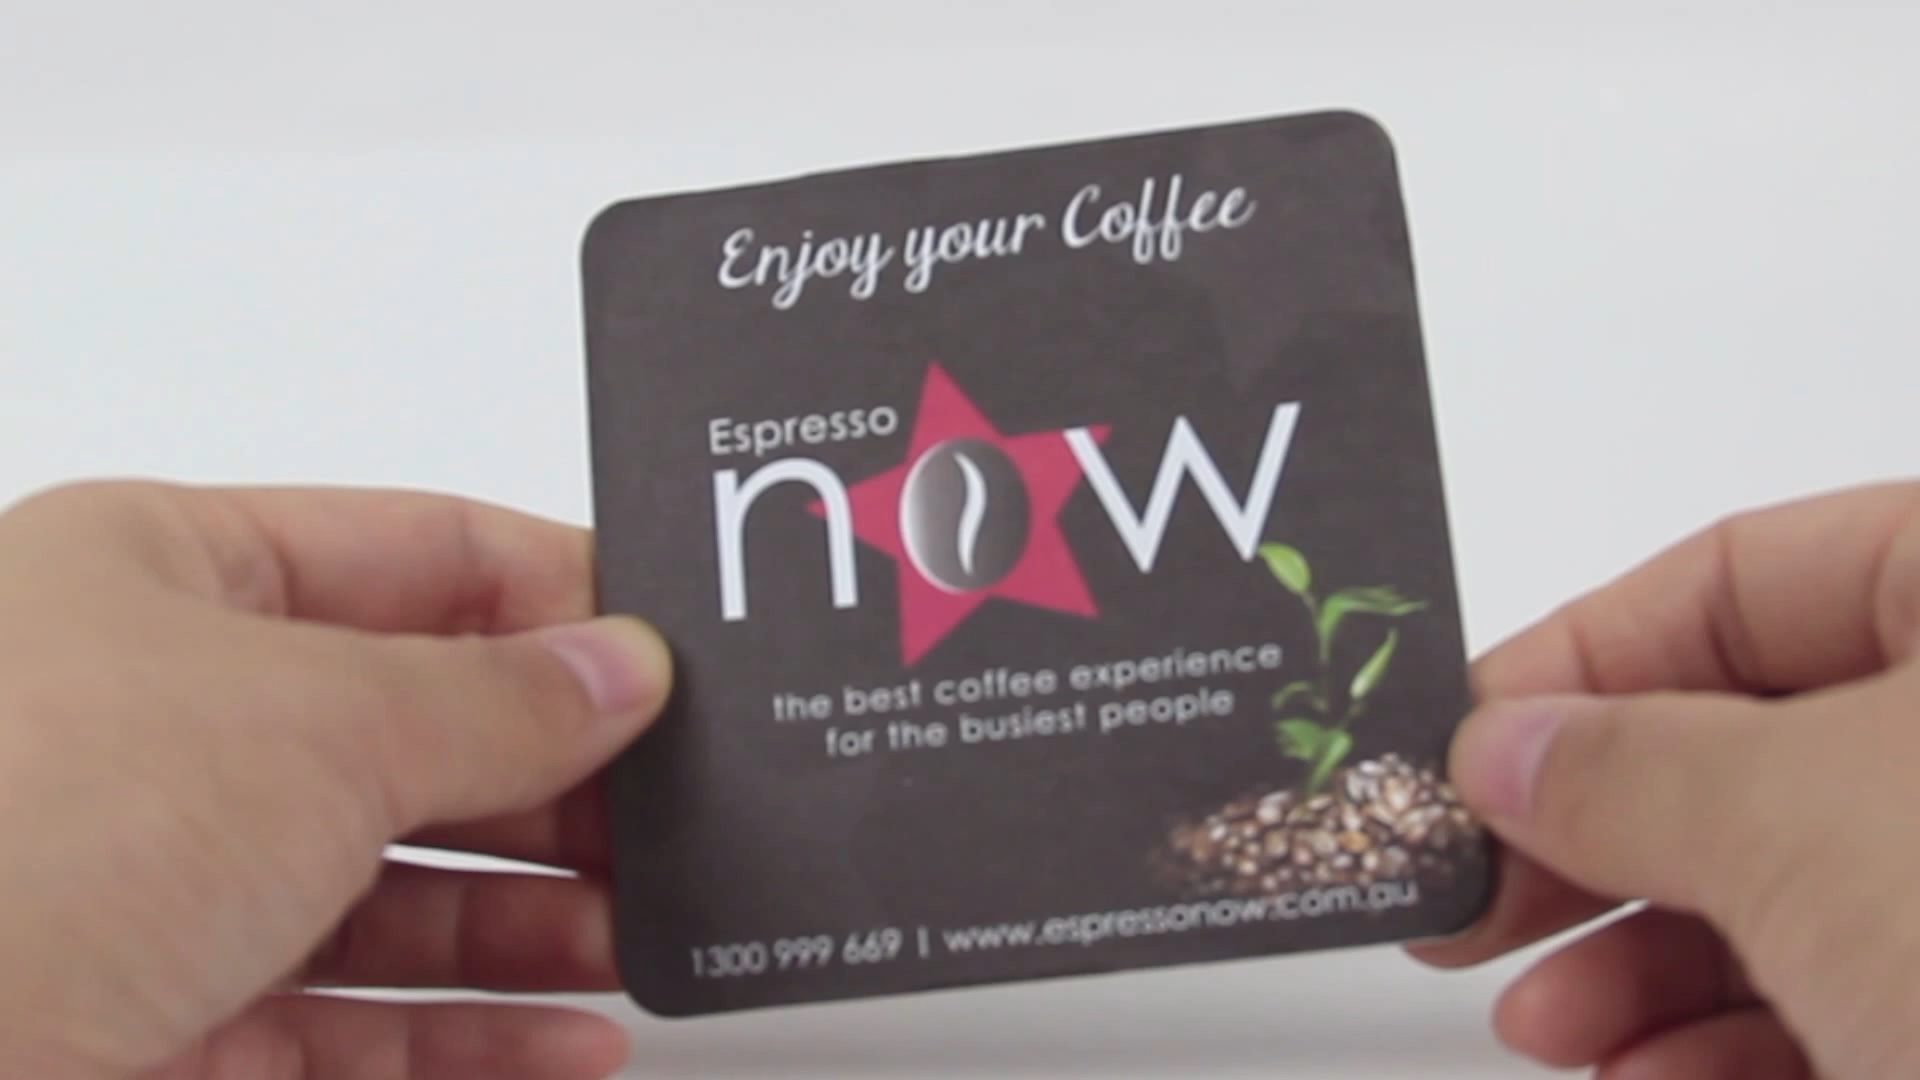 Enjoy your Coffee
Espresso
now
the best coffee experience
for the busiest people
1300 999 669 | www.espressonow.com.au